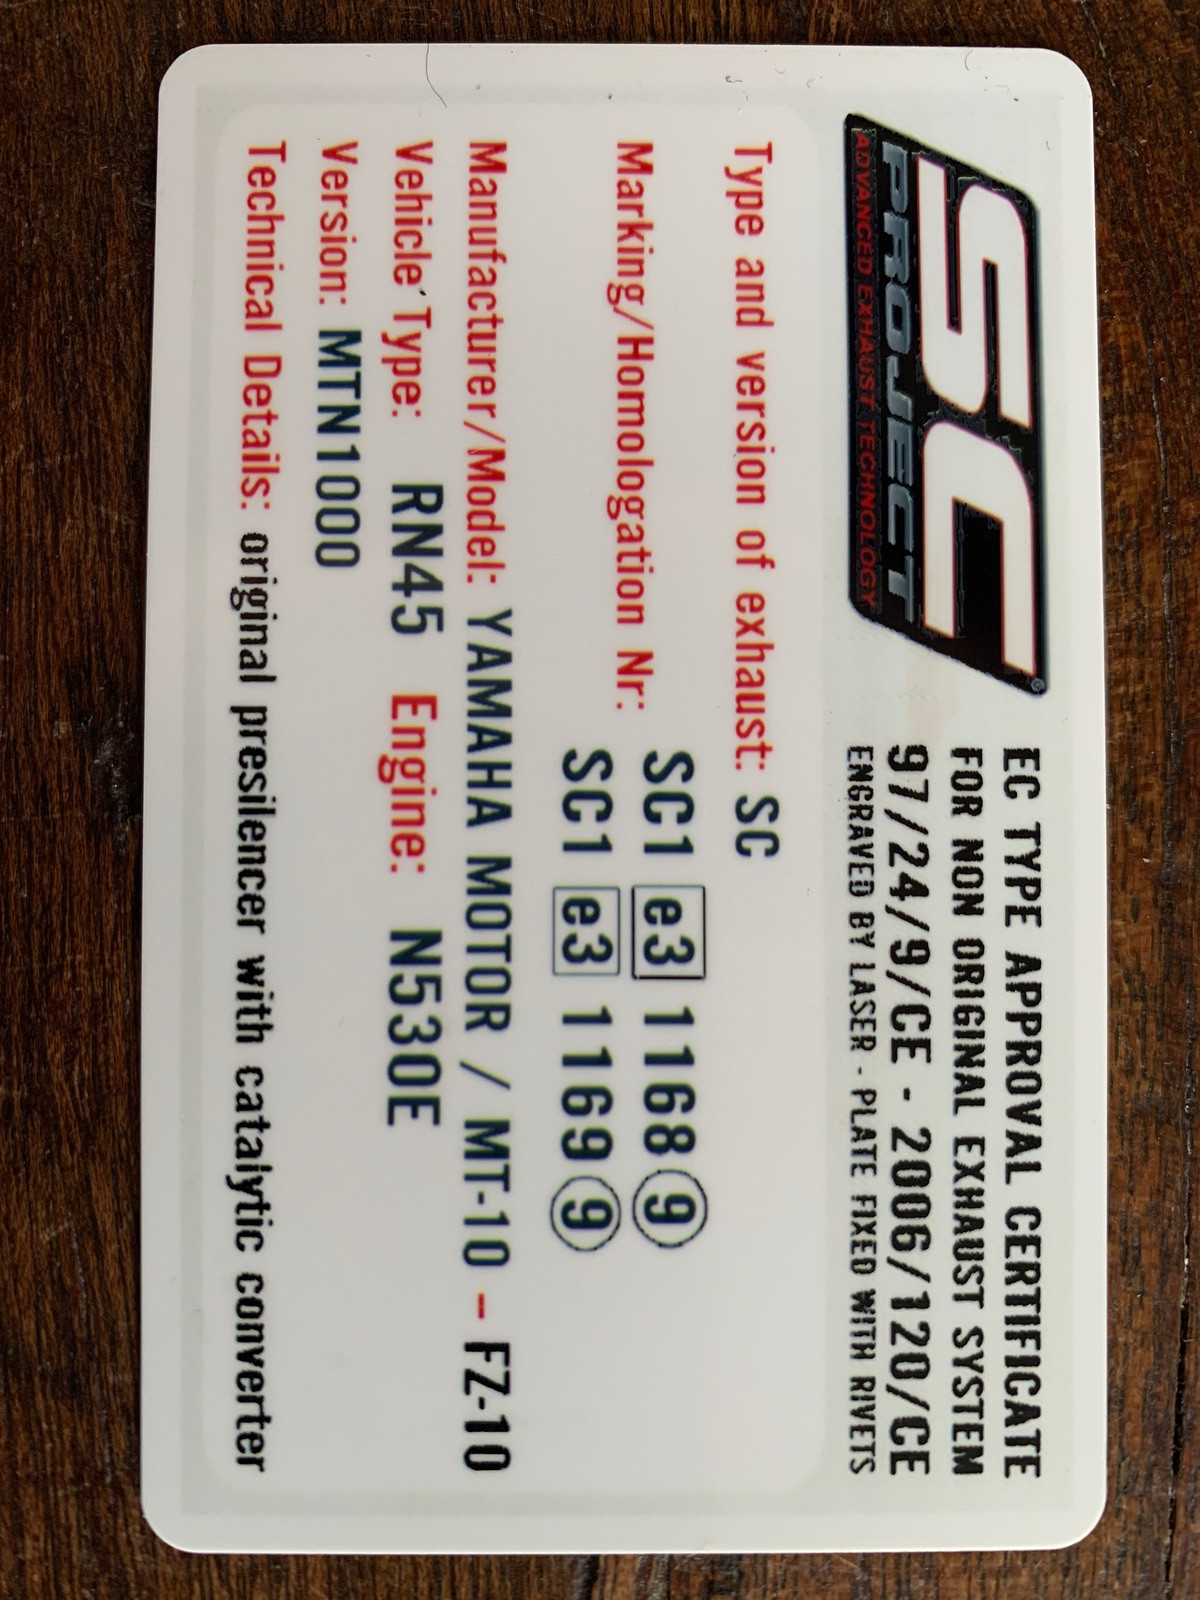 SC
PROJECT
ADVANCED EXHAUST TECHNOLOGY
EC TYPE APPROVAL CERTIFICATE
FOR NON ORIGINAL EXHAUST SYSTEM
97/24/9/CE - 2006/120/CE
ENGRAVED BY LASER - PLATE FIXED WITH RIVETS
Type and version of exhaust: SC
Marking/Homologation Nr: SC1 e3 1168 9
SC1 e3 1169 9
Manufacturer/Model: YAMAHA MOTOR / MT-10 -- FZ-10
Vehicle Type: RN45 Engine: N530E
Version: MTN1000
Technical Details: original presilencer with catalytic converter